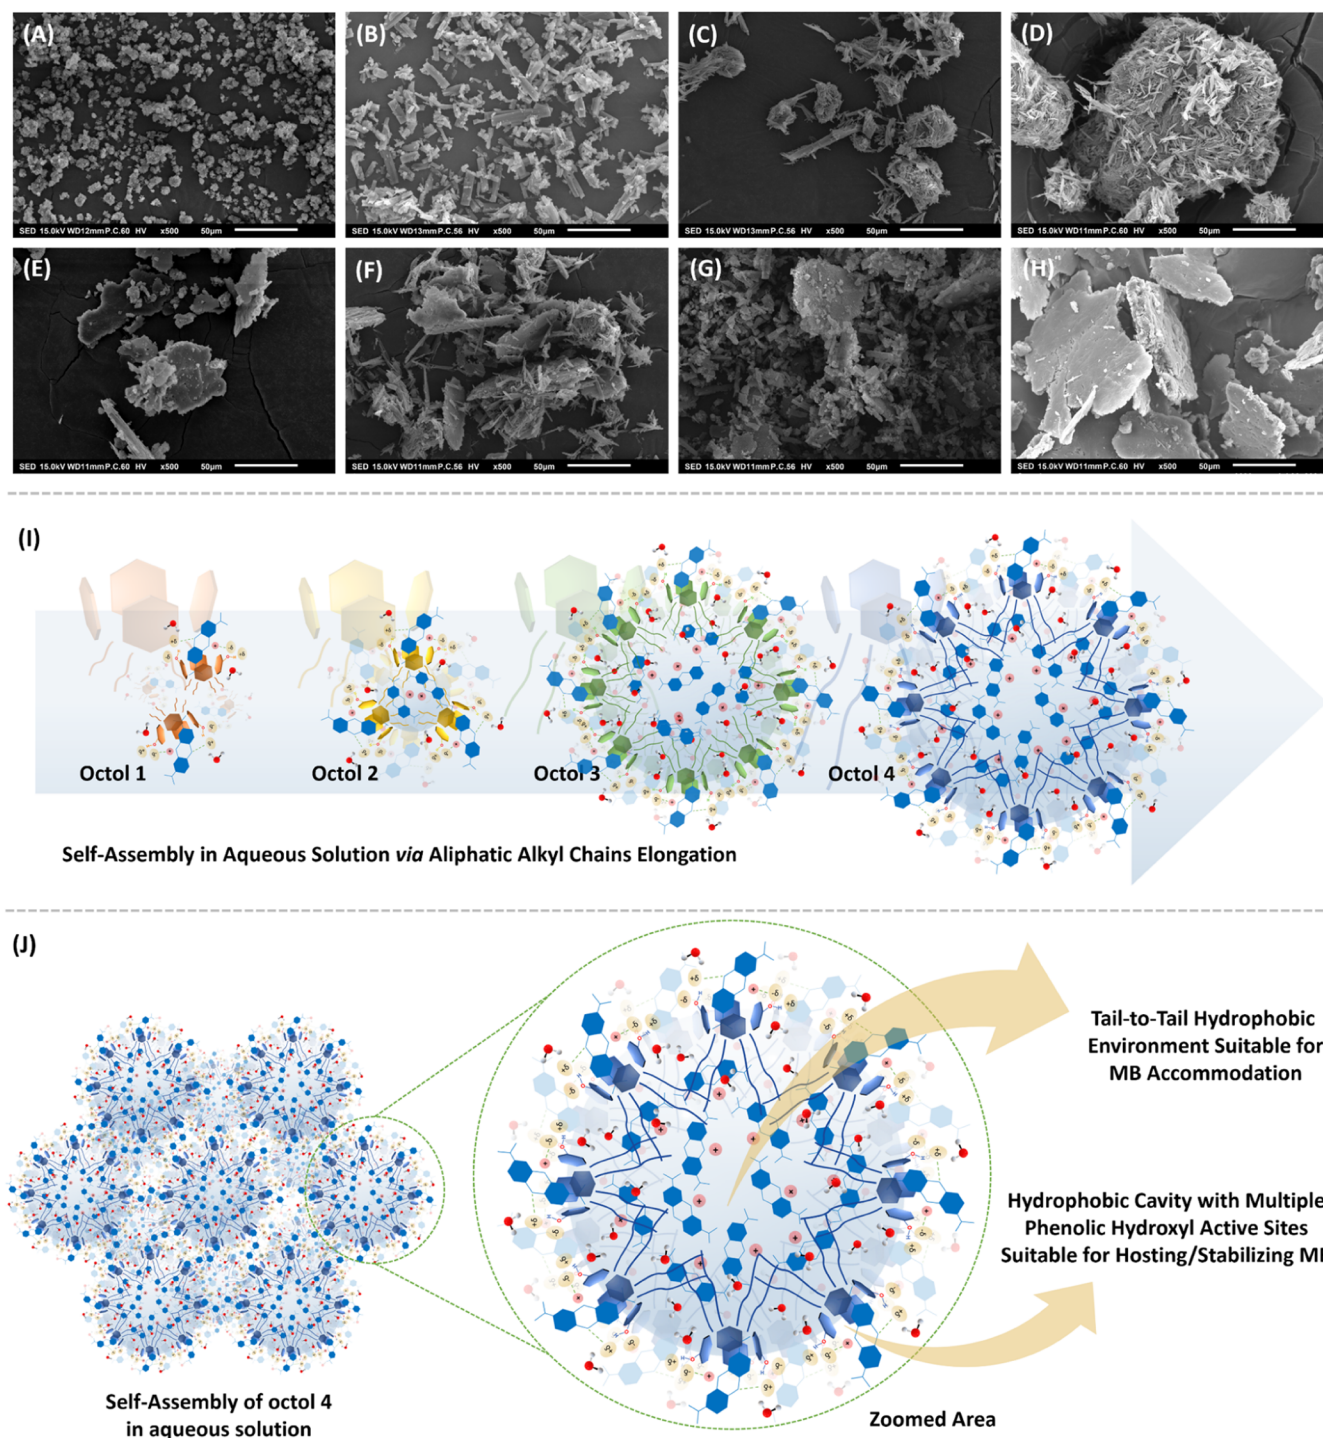 (A)
SED 15.0kV WD12mm P.C.60 HV x500 50µm
(B)
SED 15.0kV WD13mm P.C.56 HV x500 50µm
(C)
SED 15.0kV WD13mm P.C.56 HV x500 50µm
(D)
SED 15.0kV WD11mm P.C.60 HV x500 50µm
(E)
SED 15.0kV WD11mm P.C.60 HV x500 50µm
(F)
SED 15.0kV WD11mm P.C.56 HV x500 50µm
(G)
SED 15.0kV WD11mm P.C.56 HV x500 50µm
(H)
SED 15.0kV WD11mm P.C.60 HV x500 50µm
(I)
Octol 1
Octol 2
Octol 3
Octol 4
Self-Assembly in Aqueous Solution via Aliphatic Alkyl Chains Elongation
(J)
Tail-to-Tail Hydrophobic
Environment Suitable for
MB Accommodation
Hydrophobic Cavity with Multiple
Phenolic Hydroxyl Active Sites
Suitable for Hosting/Stabilizing
Self-Assembly of octol 4
in aqueous solution
Zoomed Area